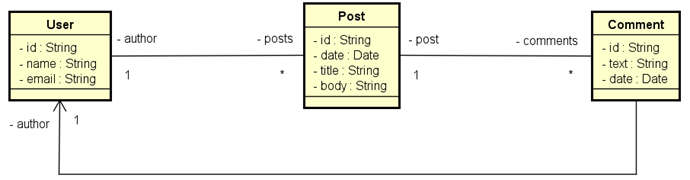 User
- id : String
- name : String
- email : String
- author
1
- posts
*
Post
- id : String
- date : Date
- title : String
- body : String
- post
1
- comments
*
Comment
- id : String
- text : String
- date : Date
- author
1